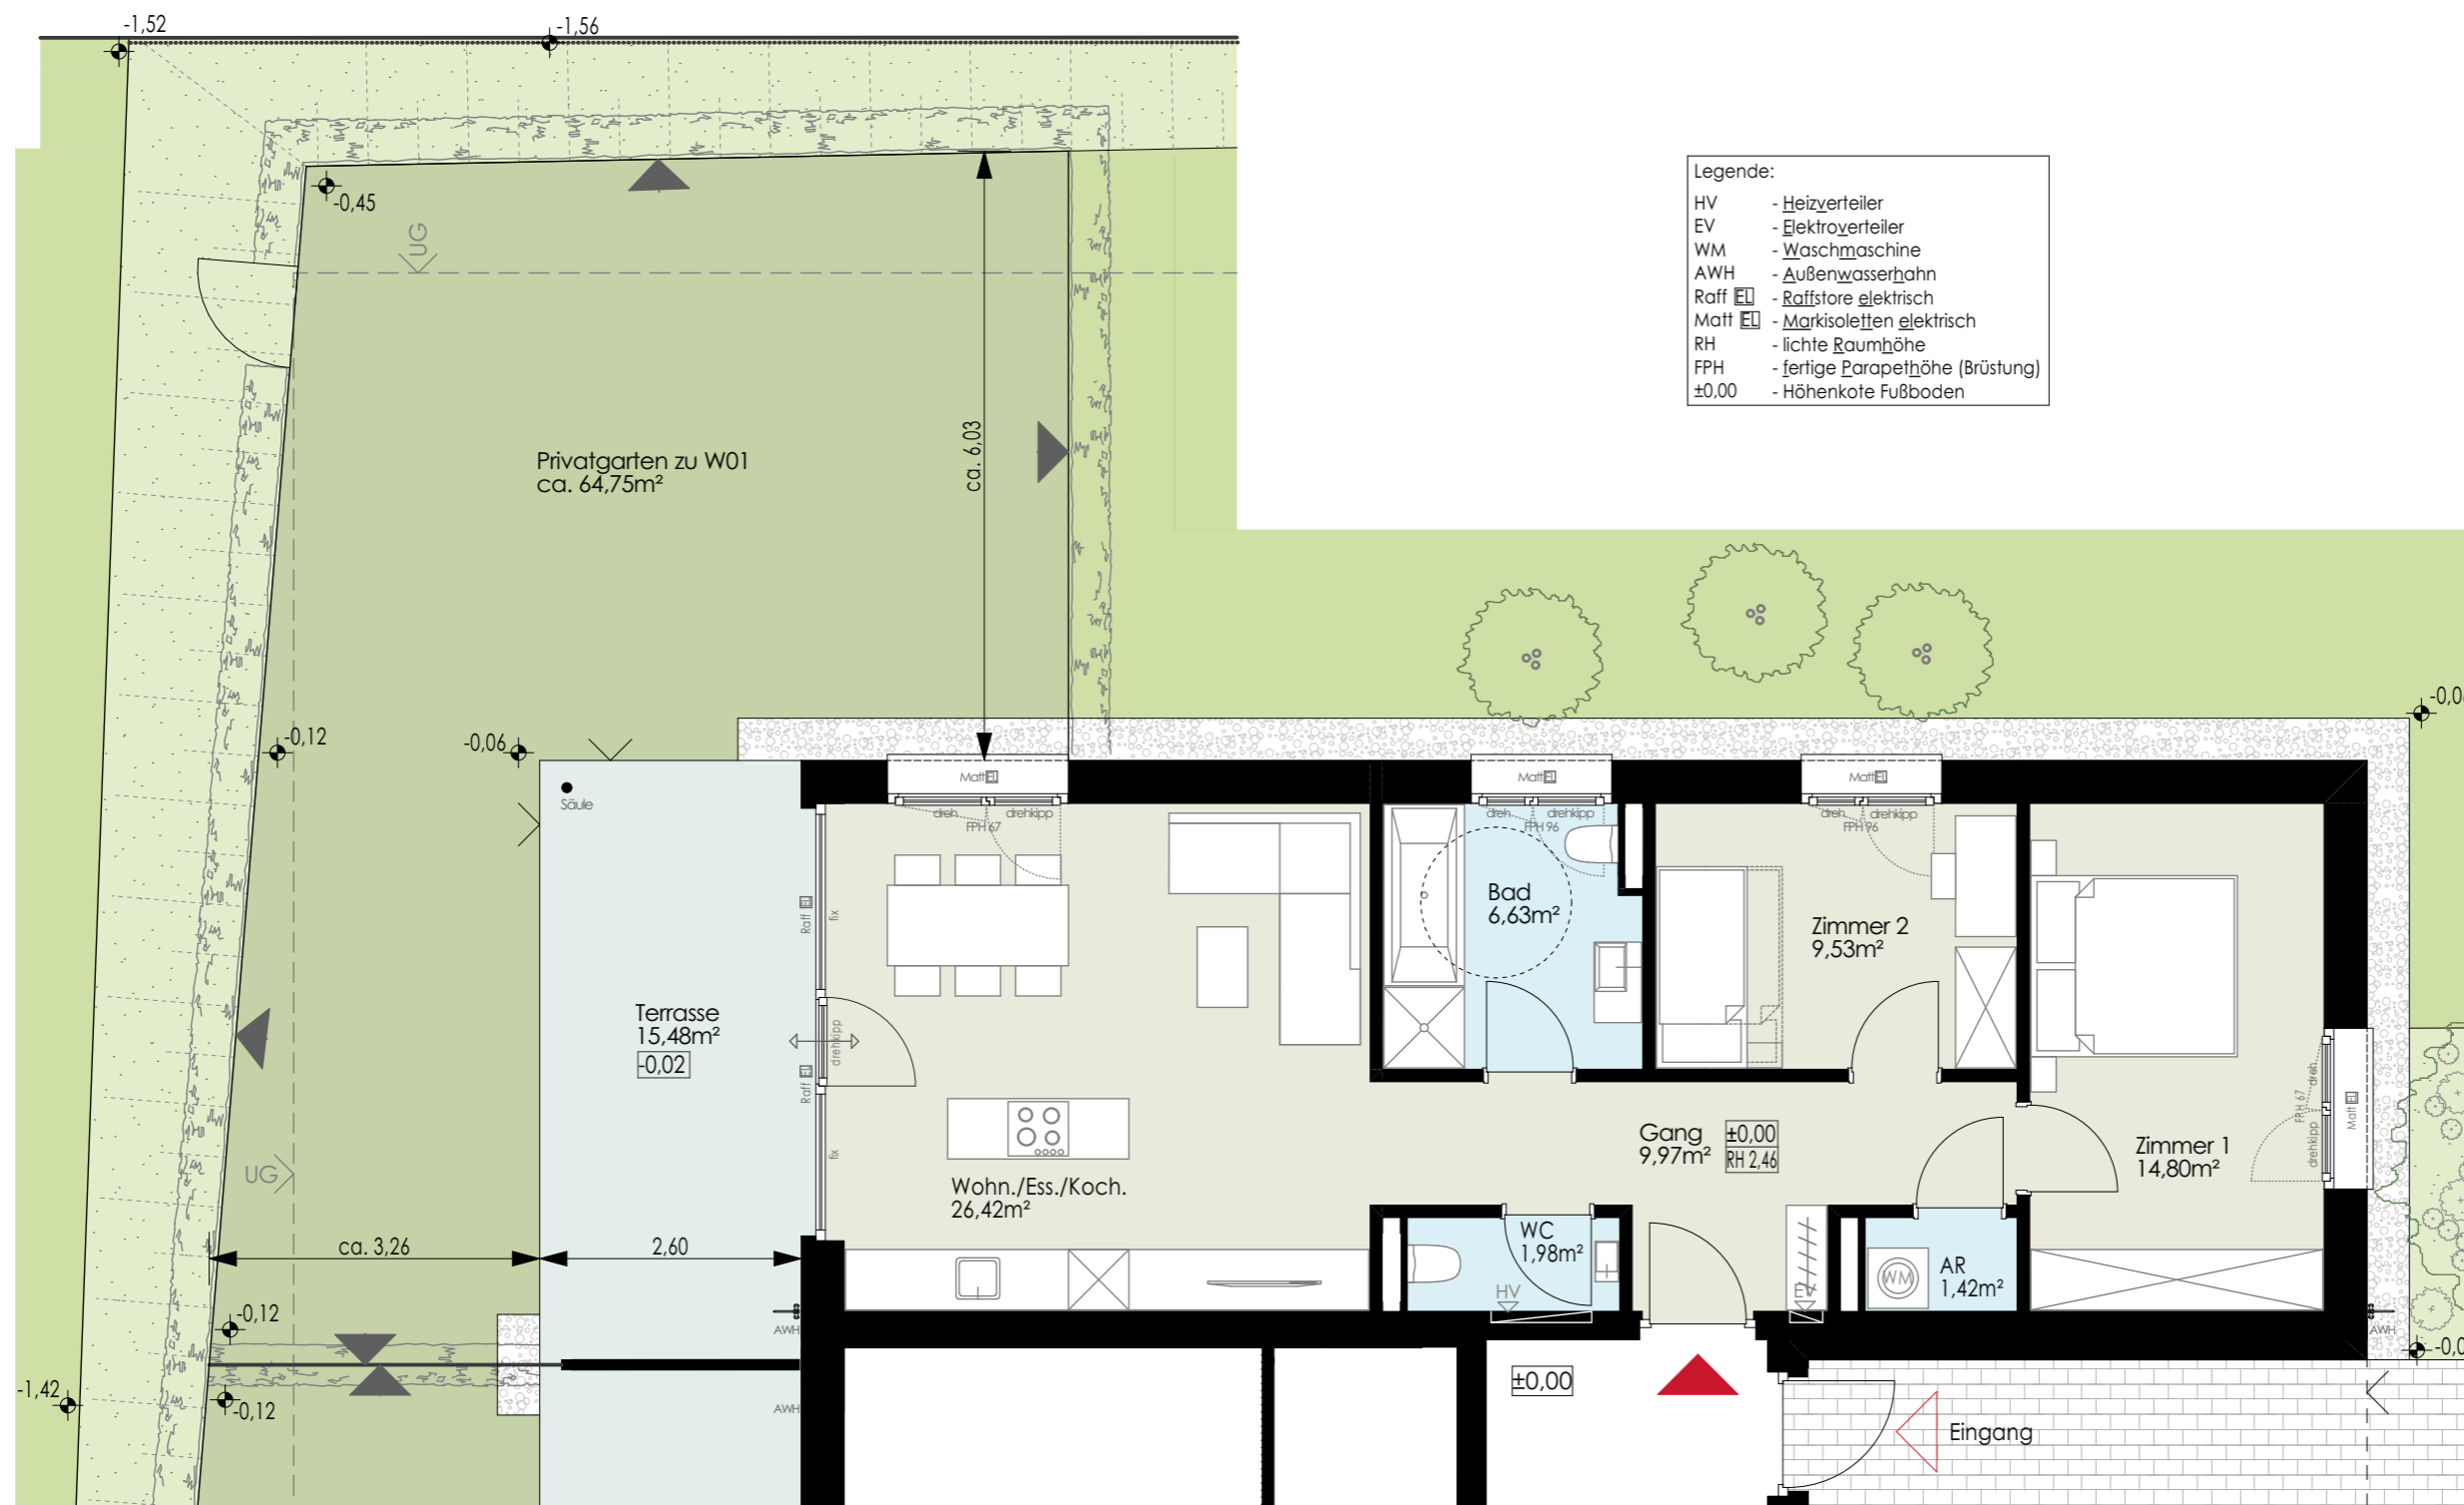 -1,52
-1,56
-0,45
UG
Legende:
HV - Heizverteiler
EV - Elektroverteiler
WM - Waschmaschine
AWH - Außenwasserhahn
Raff EL - Raffstore elektrisch
Matt EL - Markisoletten elektrisch
RH - lichte Raumhöhe
FPH - fertige Parapethöhe (Brüstung)
±0,00 - Höhenkote Fußboden
ca. 6,03
Privatgarten zu W01
ca. 64,75m²
-0,12
-0,06
Säule
Matt EL
dreh
drehkipp
FPH 67
Matt EL
dreh
drehkipp
FPH 96
Matt EL
dreh
drehkipp
FPH 96
Raff EL
fix
Bad
6,63m²
Zimmer 2
9,53m²
Terrasse
15,48m²
-0,02
drehkipp
Raff EL
fix
Gang
9,97m²
±0,00
RH 2,46
Zimmer 1
14,80m²
dreh
FPH 67
drehkipp
Matt EL
UG
Wohn./Ess./Koch.
26,42m²
WC
1,98m²
HV
EV
WM
AR
1,42m²
ca. 3,26
2,60
-0,12
AWH
AWH
-1,42
-0,12
AWH
±0,00
Eingang